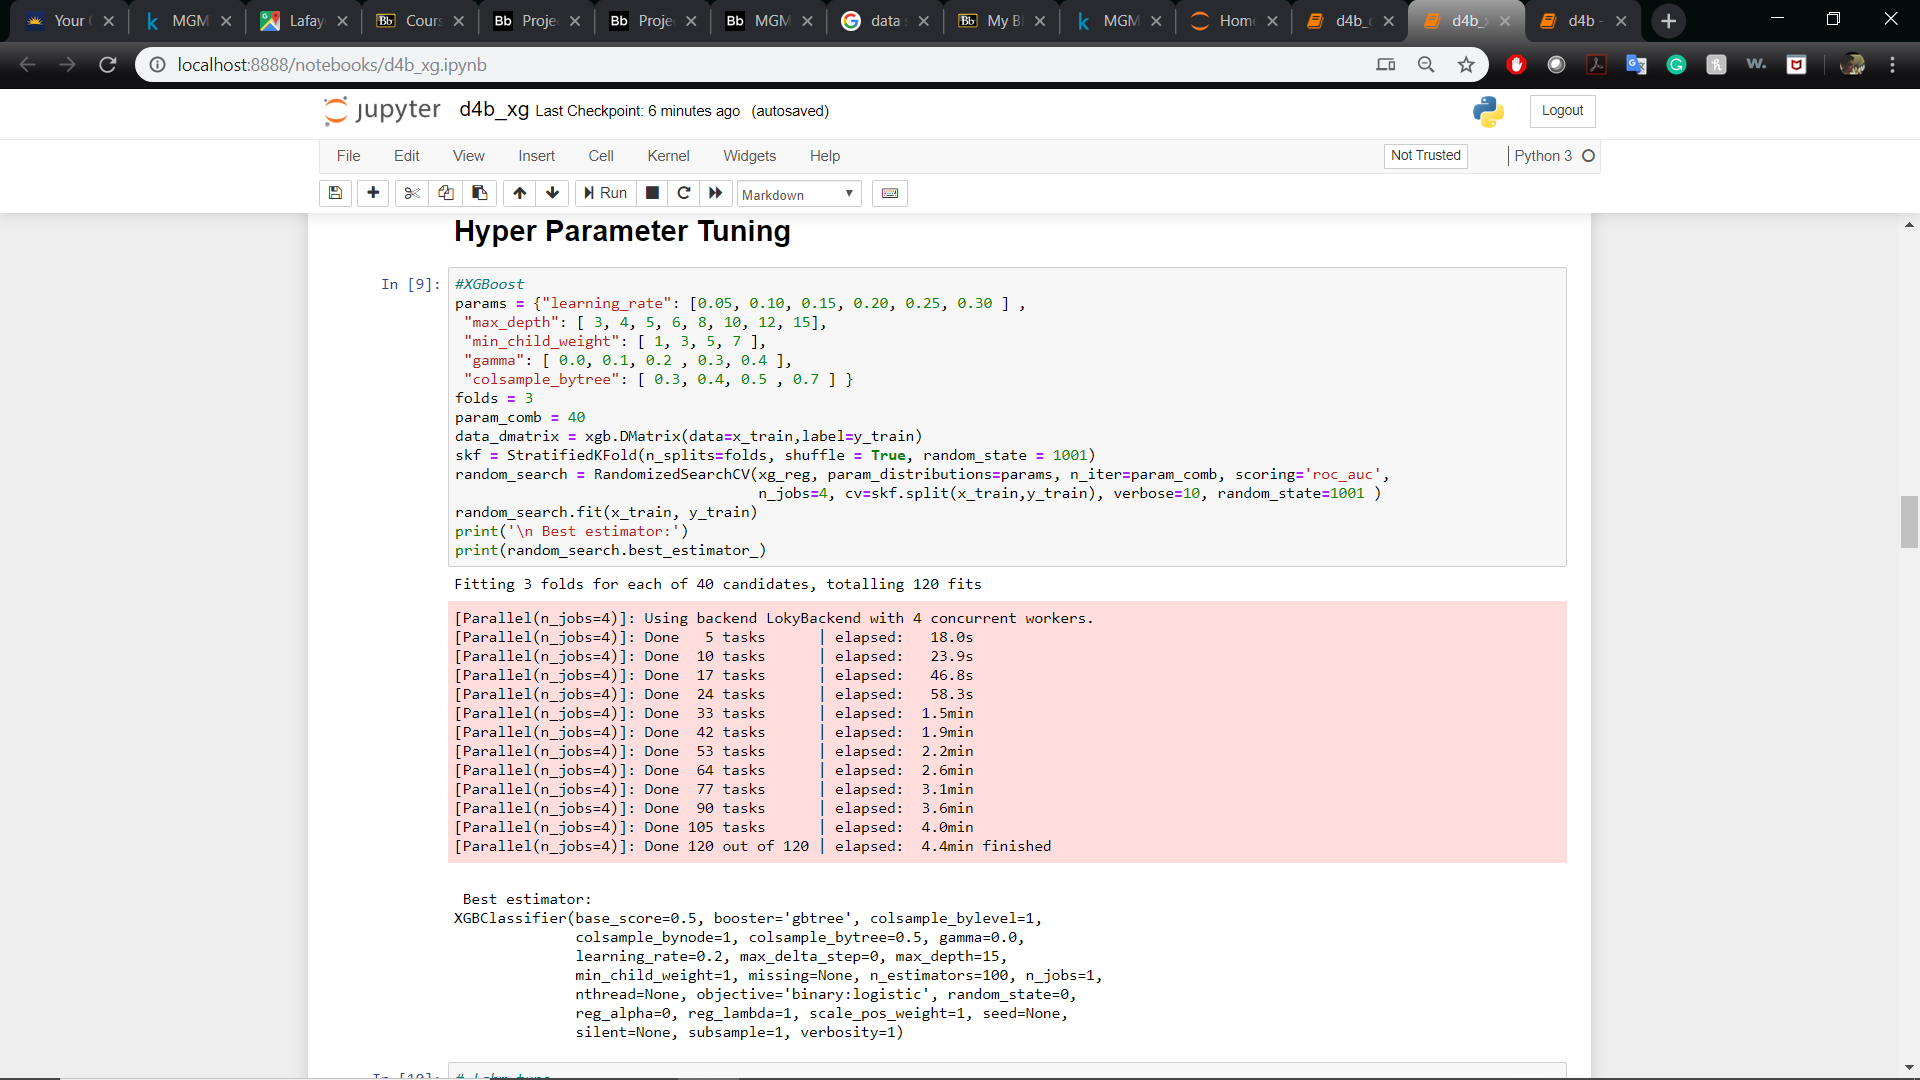 Your
MGM
Lafay
Bb Cours
Bb Proje
Bb Proje
Bb MGM
data
Bb My B
MGM
Home
d4b_
d4b_x
d4b -
localhost:8888/notebooks/d4b_xg.ipynb
jupyter d4b_xg Last Checkpoint: 6 minutes ago (autosaved)
Logout
File Edit View Insert Cell Kernel Widgets Help
Not Trusted
Python 3
Run
Markdown
Hyper Parameter Tuning
In [9]:
#XGBoost
params = {"learning_rate": [0.05, 0.10, 0.15, 0.20, 0.25, 0.30 ] ,
"max_depth": [ 3, 4, 5, 6, 8, 10, 12, 15],
"min_child_weight": [ 1, 3, 5, 7 ],
"gamma": [ 0.0, 0.1, 0.2 , 0.3, 0.4 ],
"colsample_bytree": [ 0.3, 0.4, 0.5 , 0.7 ] }
folds = 3
param_comb = 40
data_dmatrix = xgb.DMatrix(data=x_train,label=y_train)
skf = StratifiedKFold(n_splits=folds, shuffle = True, random_state = 1001)
random_search = RandomizedSearchCV(xg_reg, param_distributions=params, n_iter=param_comb, scoring='roc_auc',
n_jobs=4, cv=skf.split(x_train,y_train), verbose=10, random_state=1001 )
random_search.fit(x_train, y_train)
print('\n Best estimator:')
print(random_search.best_estimator_)
Fitting 3 folds for each of 40 candidates, totalling 120 fits
[Parallel(n_jobs=4)]: Using backend LokyBackend with 4 concurrent workers.
[Parallel(n_jobs=4)]: Done   5 tasks      | elapsed:   18.0s
[Parallel(n_jobs=4)]: Done  10 tasks      | elapsed:   23.9s
[Parallel(n_jobs=4)]: Done  17 tasks      | elapsed:   46.8s
[Parallel(n_jobs=4)]: Done  24 tasks      | elapsed:   58.3s
[Parallel(n_jobs=4)]: Done  33 tasks      | elapsed:  1.5min
[Parallel(n_jobs=4)]: Done  42 tasks      | elapsed:  1.9min
[Parallel(n_jobs=4)]: Done  53 tasks      | elapsed:  2.2min
[Parallel(n_jobs=4)]: Done  64 tasks      | elapsed:  2.6min
[Parallel(n_jobs=4)]: Done  77 tasks      | elapsed:  3.1min
[Parallel(n_jobs=4)]: Done  90 tasks      | elapsed:  3.6min
[Parallel(n_jobs=4)]: Done 105 tasks      | elapsed:  4.0min
[Parallel(n_jobs=4)]: Done 120 out of 120 | elapsed:  4.4min finished
Best estimator:
XGBClassifier(base_score=0.5, booster='gbtree', colsample_bylevel=1,
colsample_bynode=1, colsample_bytree=0.5, gamma=0.0,
learning_rate=0.2, max_delta_step=0, max_depth=15,
min_child_weight=1, missing=None, n_estimators=100, n_jobs=1,
nthread=None, objective='binary:logistic', random_state=0,
reg_alpha=0, reg_lambda=1, scale_pos_weight=1, seed=None,
silent=None, subsample=1, verbosity=1)